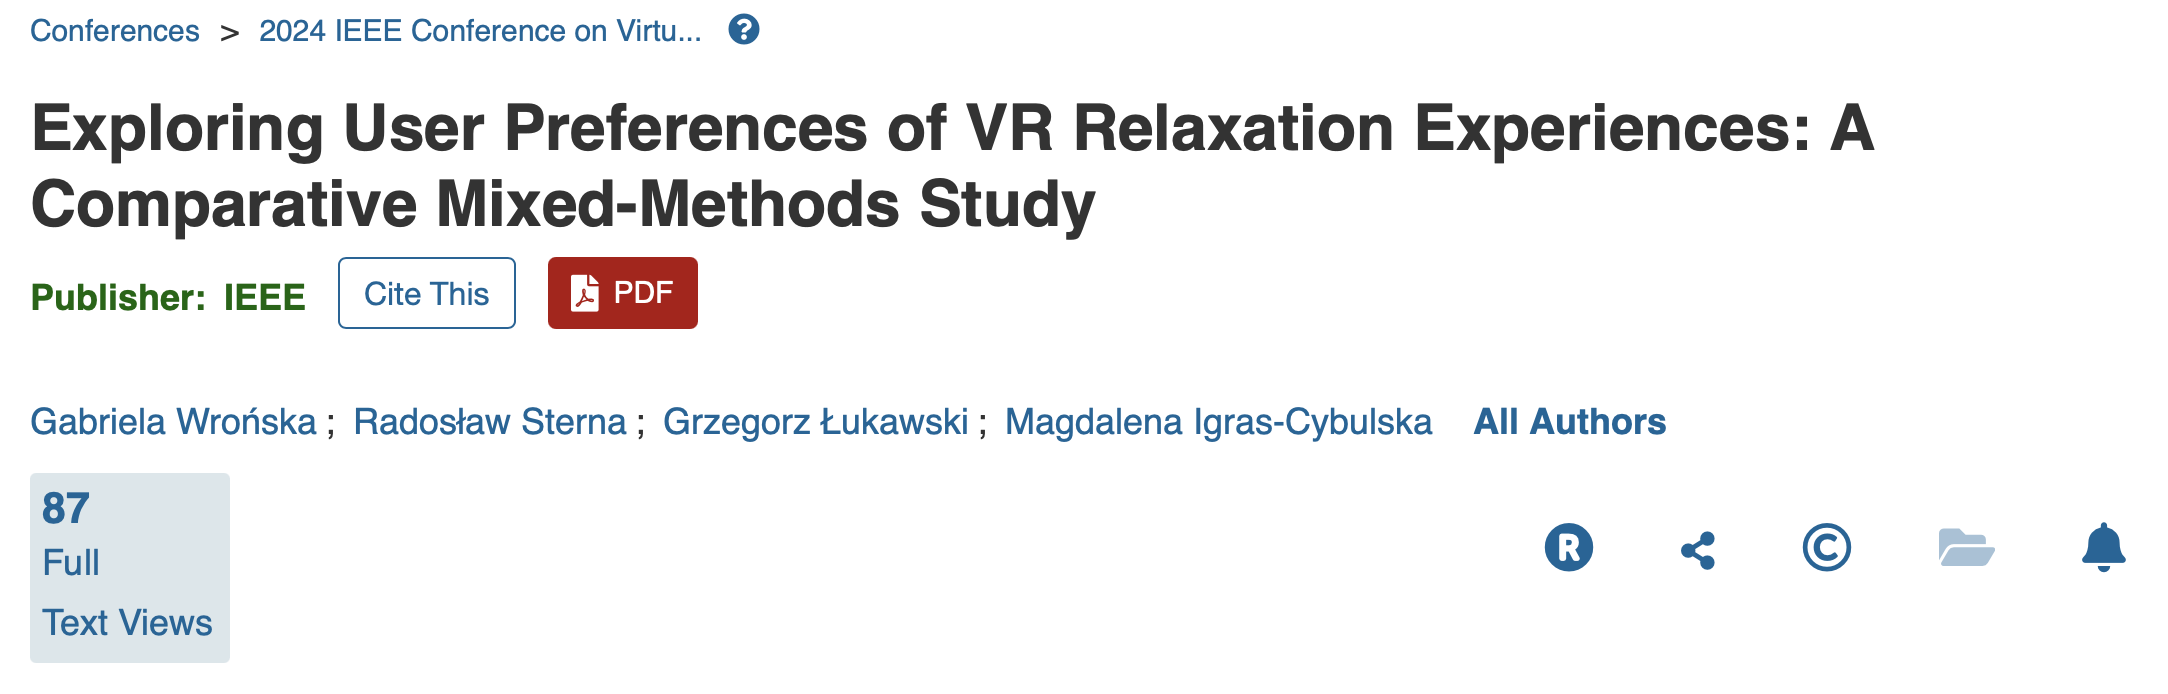 Conferences > 2024 IEEE Conference on Virtu... ?
Exploring User Preferences of VR Relaxation Experiences: A
Comparative Mixed-Methods Study
Publisher: IEEE Cite This PDF
Gabriela Wrońska ; Radosław Sterna ; Grzegorz Łukawski ; Magdalena Igras-Cybulska All Authors
87
Full
Text Views
R ©